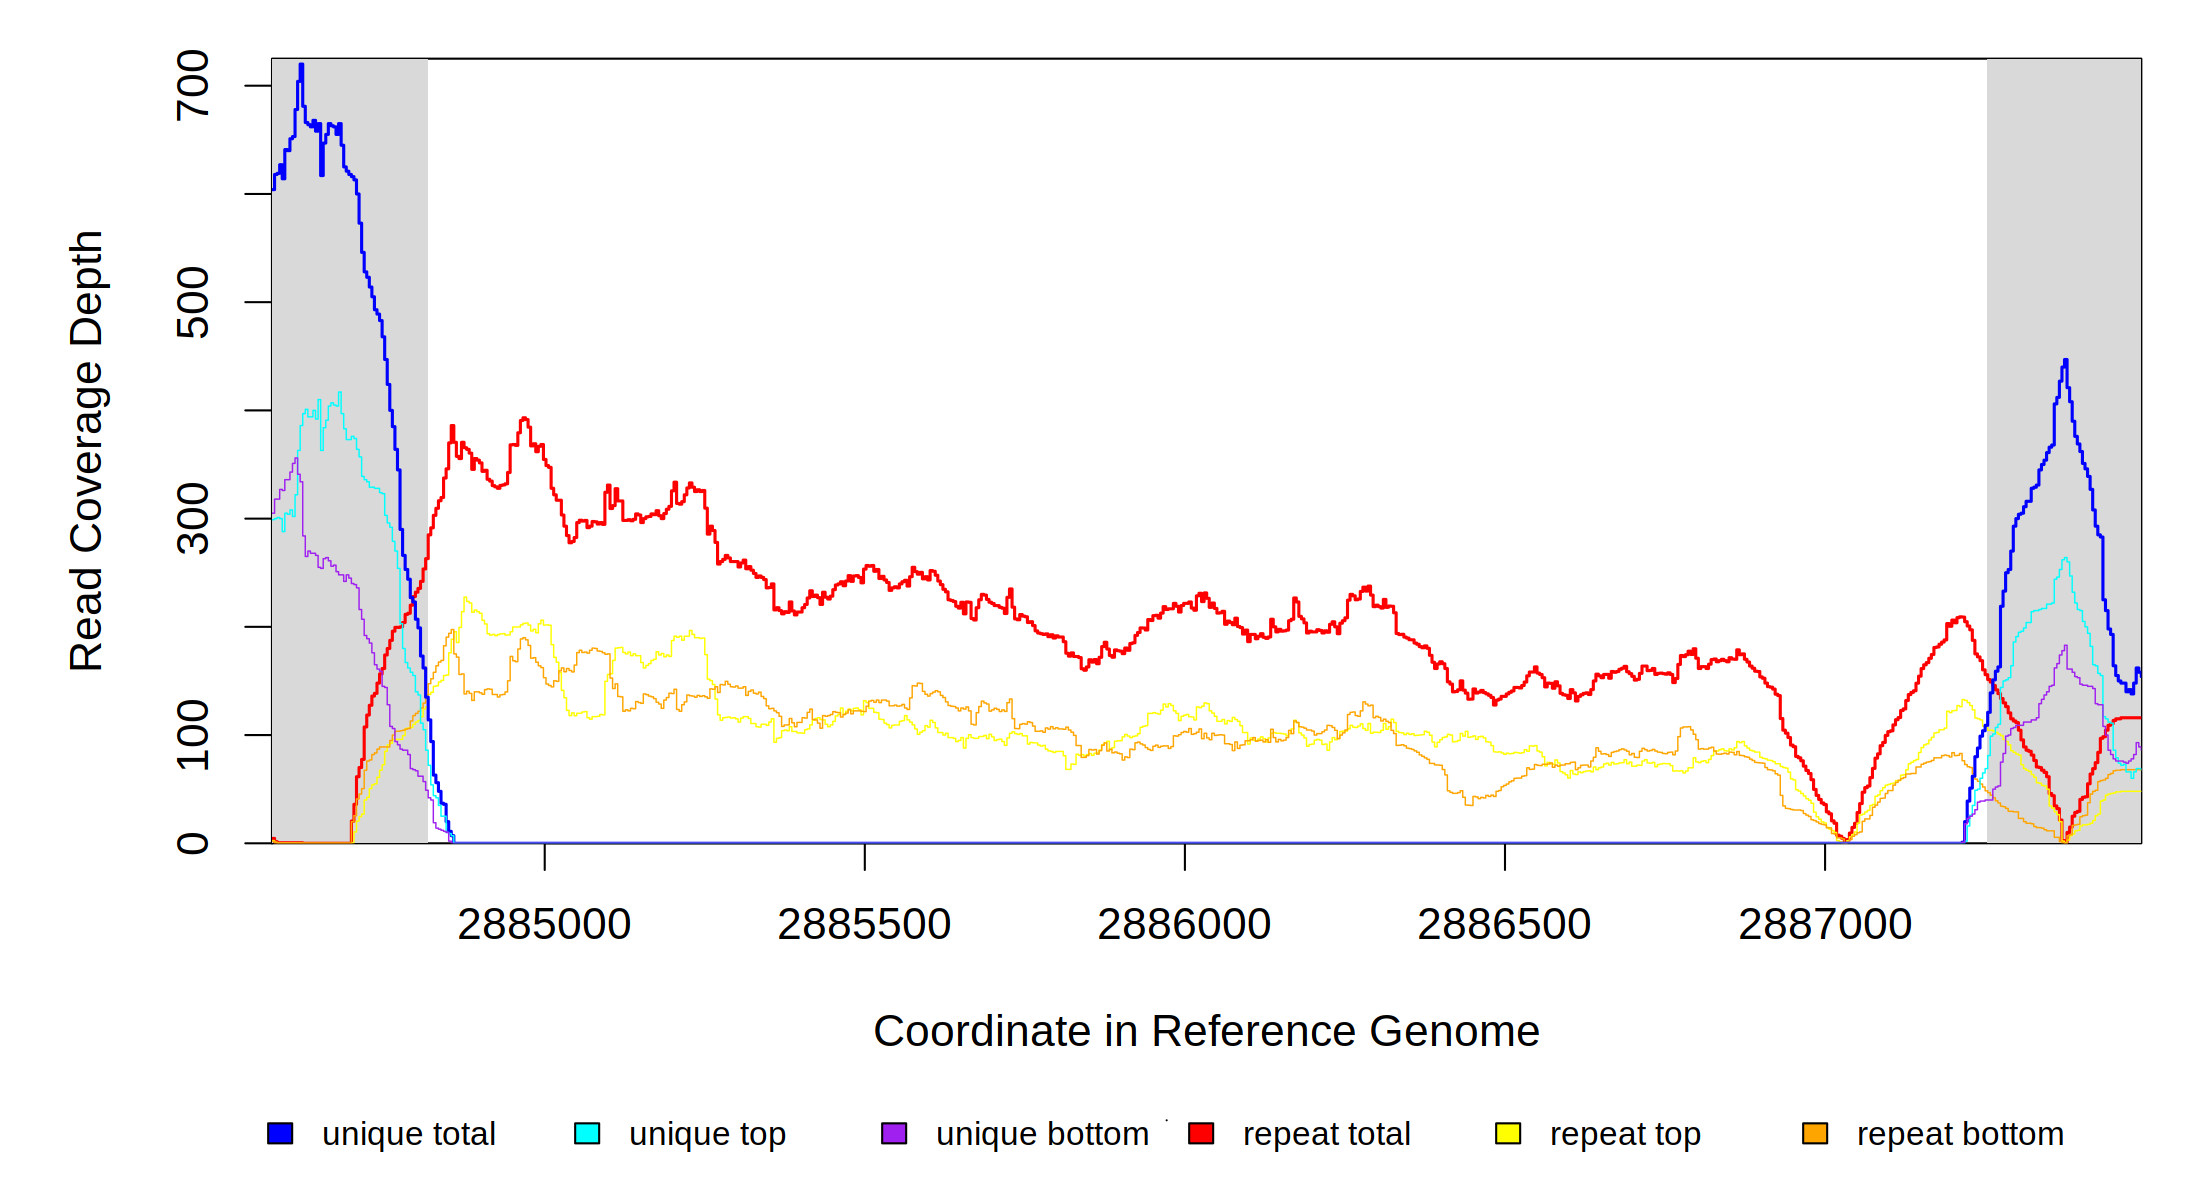 700
500
300
100
0
Read Coverage Depth
2885000 2885500 2886000 2886500 2887000
Coordinate in Reference Genome
unique total unique top unique bottom repeat total repeat top repeat bottom